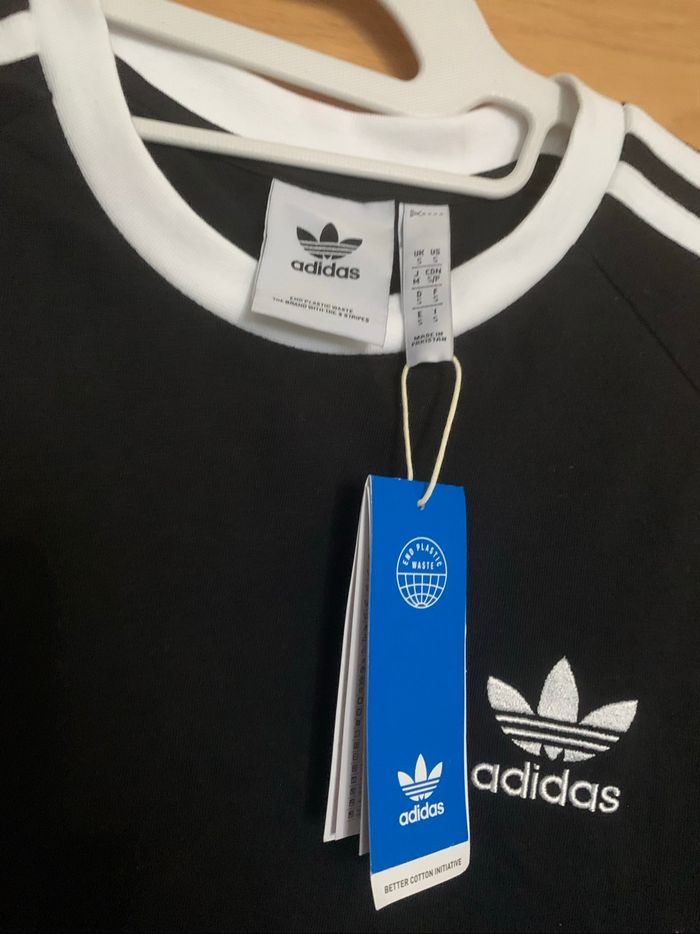 adidas
END PLASTIC WASTE
THE BRAND WITH THE 3 STRIPES
UK US
S S
J CDN
M S/P
D F
S S
E I
S S
MADE IN
PAKISTAN
END PLASTIC
WASTE
adidas
BETTER COTTON INITIATIVE
adidas